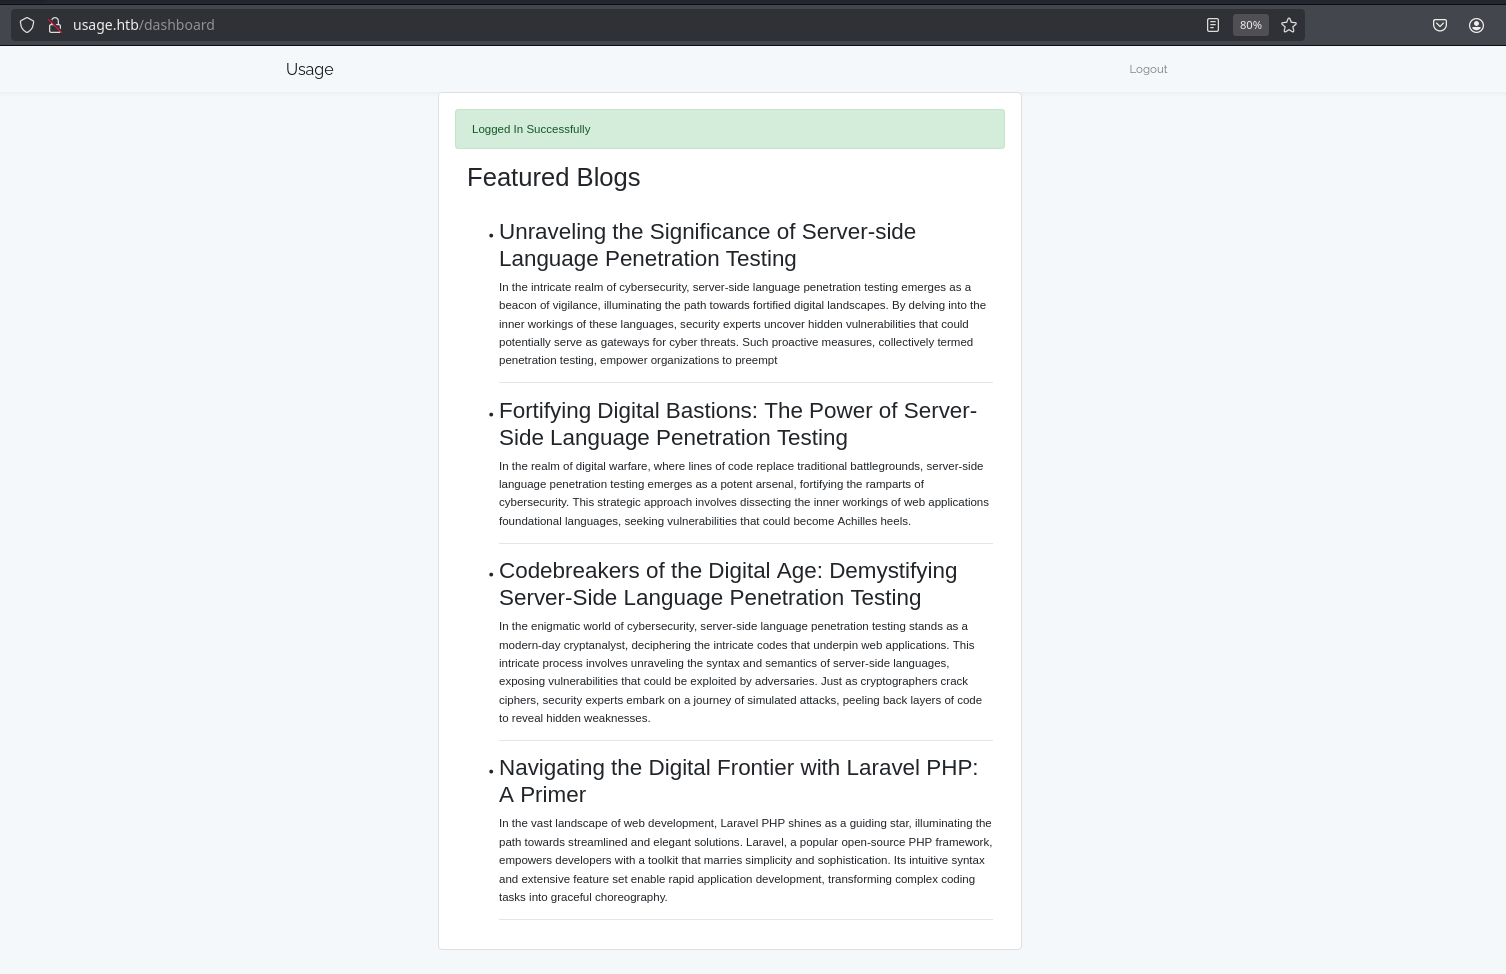 usage.htb/dashboard
80%
Usage
Logout
Logged In Successfully
Featured Blogs
Unraveling the Significance of Server-side
Language Penetration Testing
In the intricate realm of cybersecurity, server-side language penetration testing emerges as a
beacon of vigilance, illuminating the path towards fortified digital landscapes. By delving into the
inner workings of these languages, security experts uncover hidden vulnerabilities that could
potentially serve as gateways for cyber threats. Such proactive measures, collectively termed
penetration testing, empower organizations to preempt
Fortifying Digital Bastions: The Power of Server-
Side Language Penetration Testing
In the realm of digital warfare, where lines of code replace traditional battlegrounds, server-side
language penetration testing emerges as a potent arsenal, fortifying the ramparts of
cybersecurity. This strategic approach involves dissecting the inner workings of web applications
foundational languages, seeking vulnerabilities that could become Achilles heels.
Codebreakers of the Digital Age: Demystifying
Server-Side Language Penetration Testing
In the enigmatic world of cybersecurity, server-side language penetration testing stands as a
modern-day cryptanalyst, deciphering the intricate codes that underpin web applications. This
intricate process involves unraveling the syntax and semantics of server-side languages,
exposing vulnerabilities that could be exploited by adversaries. Just as cryptographers crack
ciphers, security experts embark on a journey of simulated attacks, peeling back layers of code
to reveal hidden weaknesses.
Navigating the Digital Frontier with Laravel PHP:
A Primer
In the vast landscape of web development, Laravel PHP shines as a guiding star, illuminating the
path towards streamlined and elegant solutions. Laravel, a popular open-source PHP framework,
empowers developers with a toolkit that marries simplicity and sophistication. Its intuitive syntax
and extensive feature set enable rapid application development, transforming complex coding
tasks into graceful choreography.